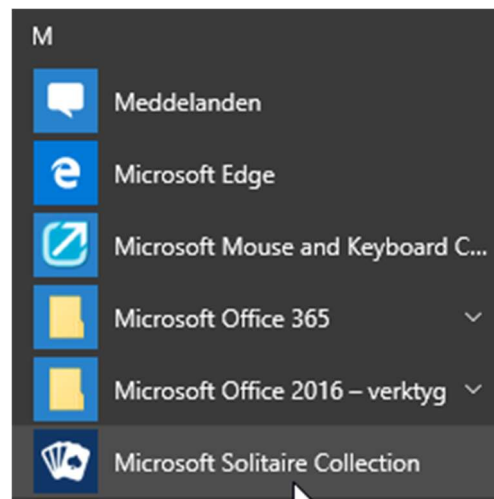 M
Meddelanden
Microsoft Edge
Microsoft Mouse and Keyboard C...
Microsoft Office 365
Microsoft Office 2016 – verktyg
Microsoft Solitaire Collection